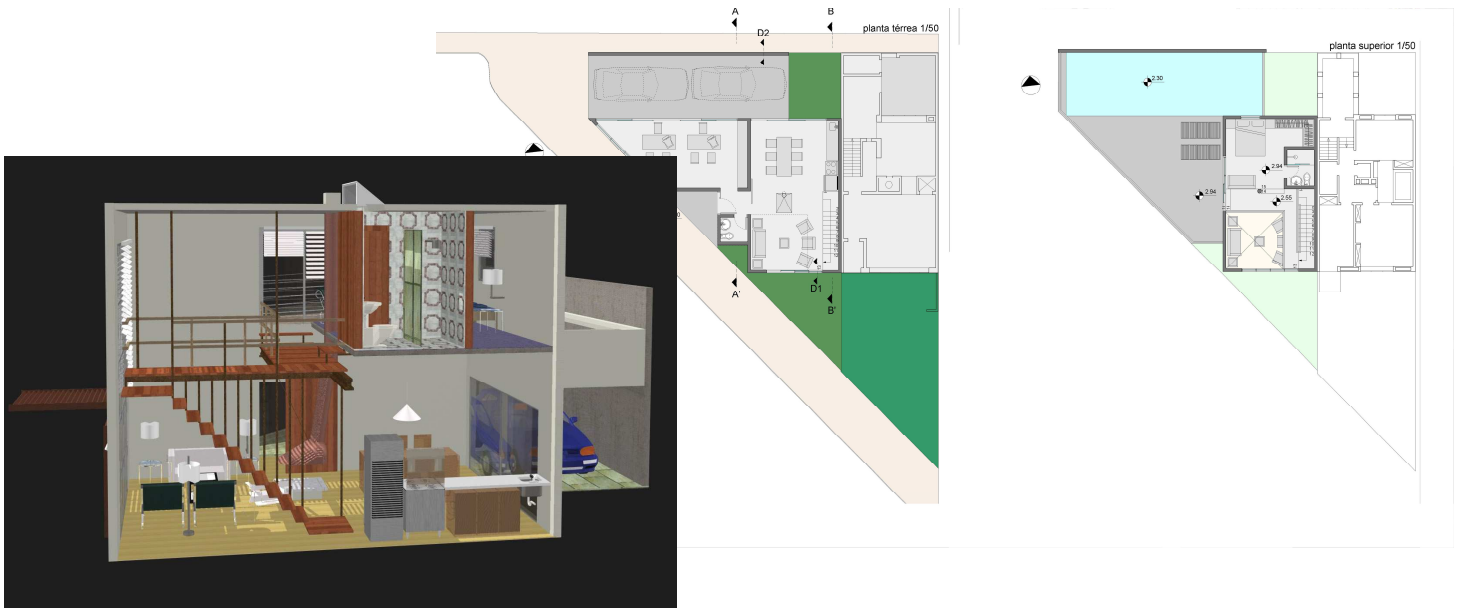 A
B
D2
planta térrea 1/50
A'
D1
B'
planta superior 1/50
2.30
2.94
2.94
2.55